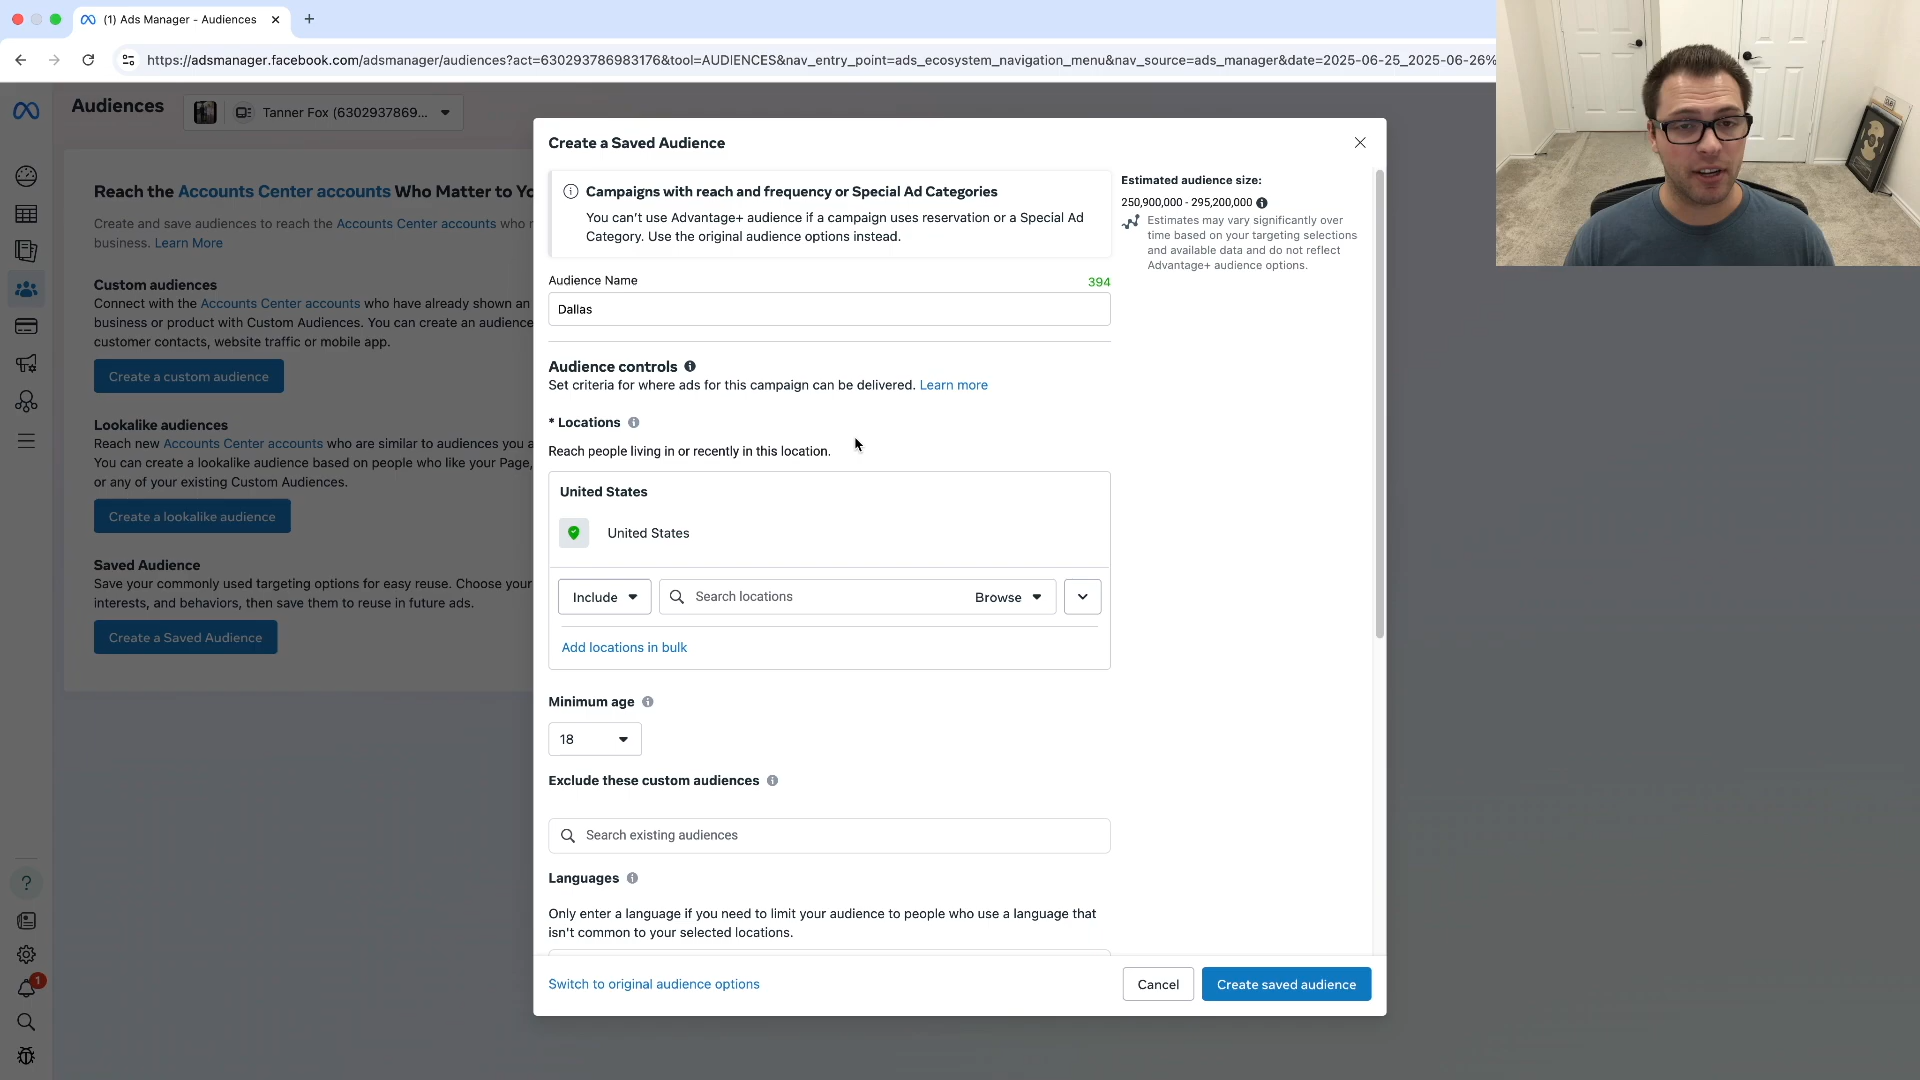 (1) Ads Manager - Audiences
https://adsmanager.facebook.com/adsmanager/audiences?act=630293786983176&tool=AUDIENCES&nav_entry_point=ads_ecosystem_navigation_menu&nav_source=ads_manager&date=2025-06-25_2025-06-26%
Audiences
Tanner Fox (6302937869...
Reach the Accounts Center accounts Who Matter to Yo
Create and save audiences to reach the Accounts Center accounts who
business. Learn More
Custom audiences
Connect with the Accounts Center accounts who have already shown an
business or product with Custom Audiences. You can create an audience
customer contacts, website traffic or mobile app.
Create a custom audience
Lookalike audiences
Reach new Accounts Center accounts who are similar to audiences you a
You can create a lookalike audience based on people who like your Page,
or any of your existing Custom Audiences.
Create a lookalike audience
Saved Audience
Save your commonly used targeting options for easy reuse. Choose your
interests, and behaviors, then save them to reuse in future ads.
Create a Saved Audience
?
1
Create a Saved Audience
Campaigns with reach and frequency or Special Ad Categories
You can't use Advantage+ audience if a campaign uses reservation or a Special Ad
Category. Use the original audience options instead.
Audience Name
394
Dallas
Audience controls
Set criteria for where ads for this campaign can be delivered. Learn more
* Locations
Reach people living in or recently in this location.
United States
United States
Include
Search locations
Browse
Add locations in bulk
Minimum age
18
Exclude these custom audiences
Search existing audiences
Languages
Only enter a language if you need to limit your audience to people who use a language that
isn't common to your selected locations.
Switch to original audience options
Cancel
Create saved audience
Estimated audience size:
250,900,000 - 295,200,000
Estimates may vary significantly over
time based on your targeting selections
and available data and do not reflect
Advantage+ audience options.